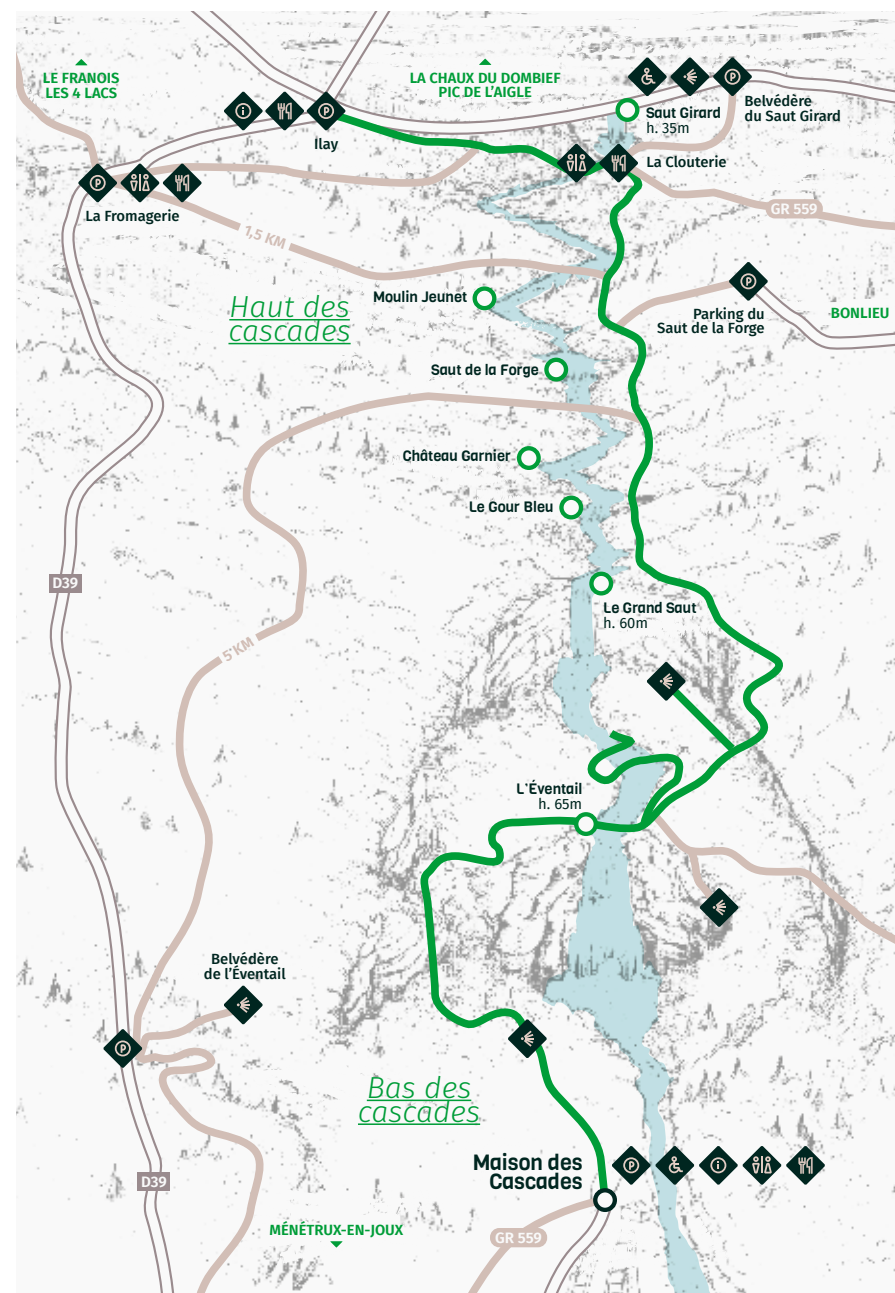 LE FRANOIS
LES 4 LACS
LA CHAUX DU DOMBIEF
PIC DE L'AIGLE
i
P
Îlay
P
Saut Girard
h. 35m
Belvédère
du Saut Girard
La Clouterie
P
La Fromagerie
GR 559
1,5 KM
Moulin Jeunet
P
Parking du
Saut de la Forge
BONLIEU
Haut des
cascades
Saut de la Forge
Château Garnier
Le Gour Bleu
D39
Le Grand Saut
h. 60m
5 KM
L'Éventail
h. 65m
Belvédère
de l'Éventail
P
Bas des
cascades
Maison des
Cascades
P
i
D39
MÉNÉTRUX-EN-JOUX
GR 559